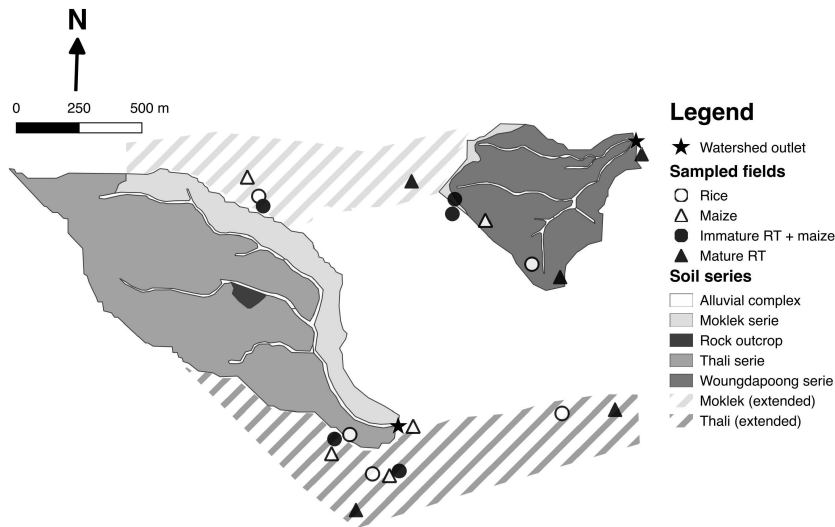 N
0 250 500 m
Legend
Watershed outlet
Sampled fields
Rice
Maize
Immature RT + maize
Mature RT
Soil series
Alluvial complex
Moklek serie
Rock outcrop
Thali serie
Woungdapoong serie
Moklek (extended)
Thali (extended)